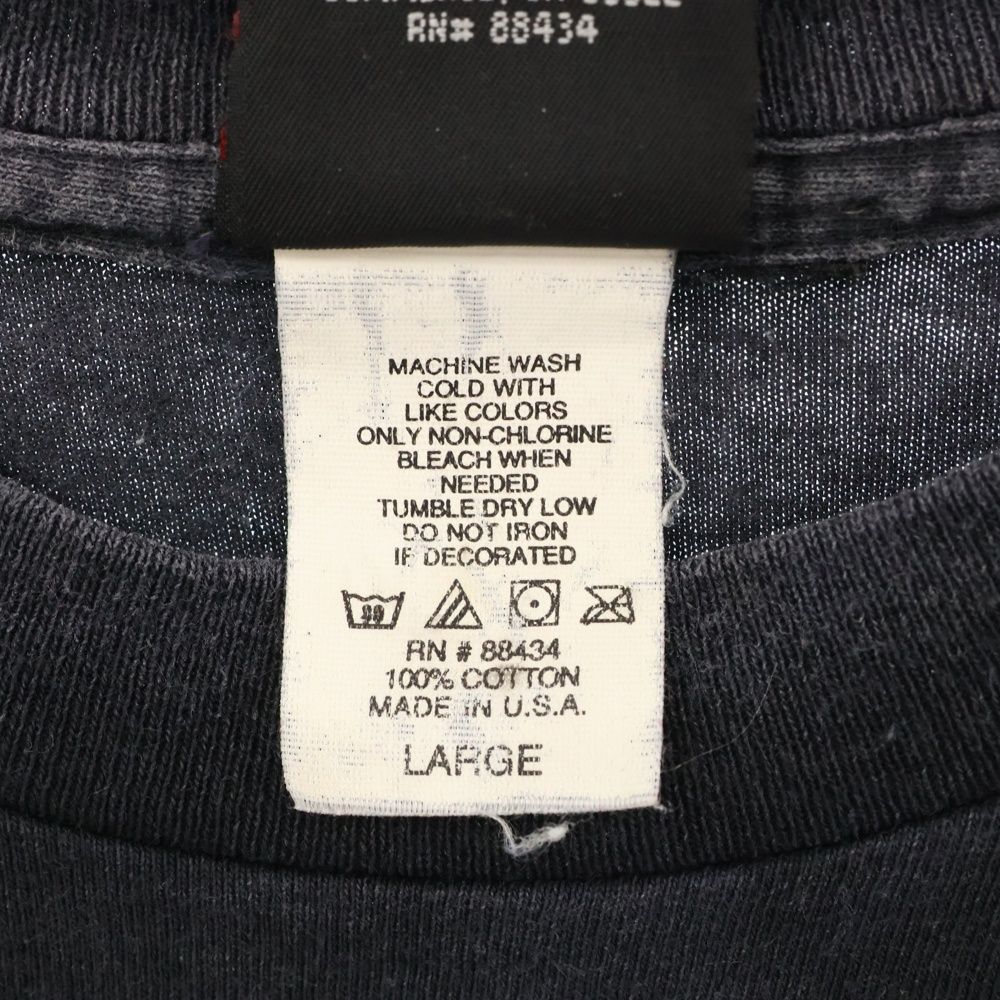 RN# 88434
MACHINE WASH
COLD WITH
LIKE COLORS
ONLY NON-CHLORINE
BLEACH WHEN
NEEDED
TUMBLE DRY LOW
DO NOT IRON
IF DECORATED
RN # 88434
100% COTTON
MADE IN U.S.A.
LARGE